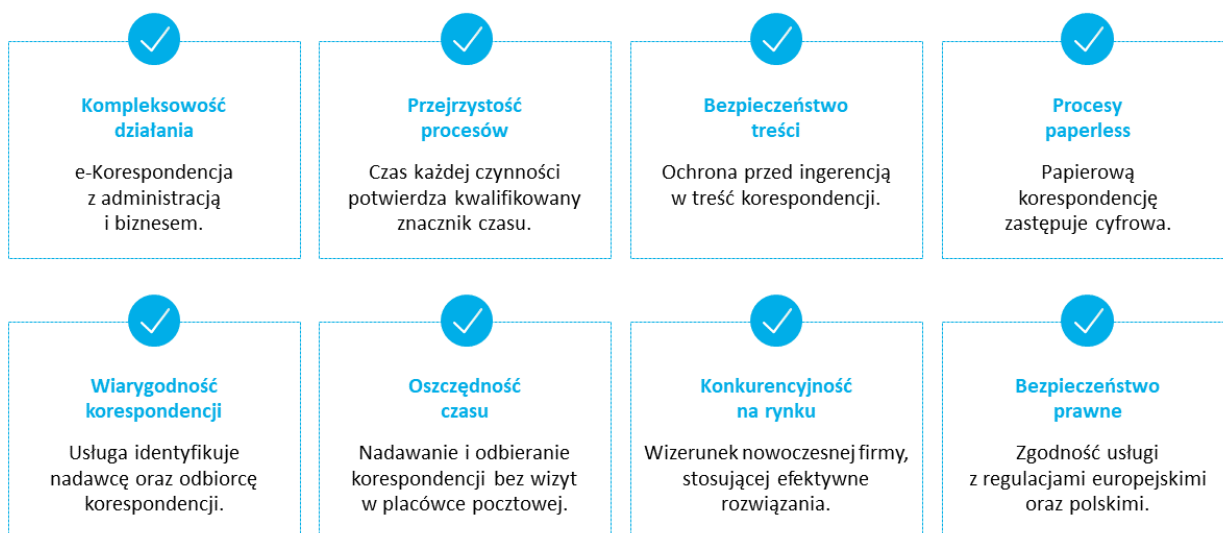 Kompleksowość
działania
e-Korespondencja
z administracją
i biznesem.
Przejrzystość
procesów
Czas każdej czynności
potwierdza kwalifikowany
znacznik czasu.
Bezpieczeństwo
treści
Ochrona przed ingerencją
w treść korespondencji.
Procesy
paperless
Papierową
korespondencję
zastępuje cyfrowa.
Wiarygodność
korespondencji
Usługa identyfikuje
nadawcę oraz odbiorcę
korespondencji.
Oszczędność
czasu
Nadawanie i odbieranie
korespondencji bez wizyt
w placówce pocztowej.
Konkurencyjność
na rynku
Wizerunek nowoczesnej firmy,
stosującej efektywne
rozwiązania.
Bezpieczeństwo
prawne
Zgodność usługi
z regulacjami europejskimi
oraz polskimi.